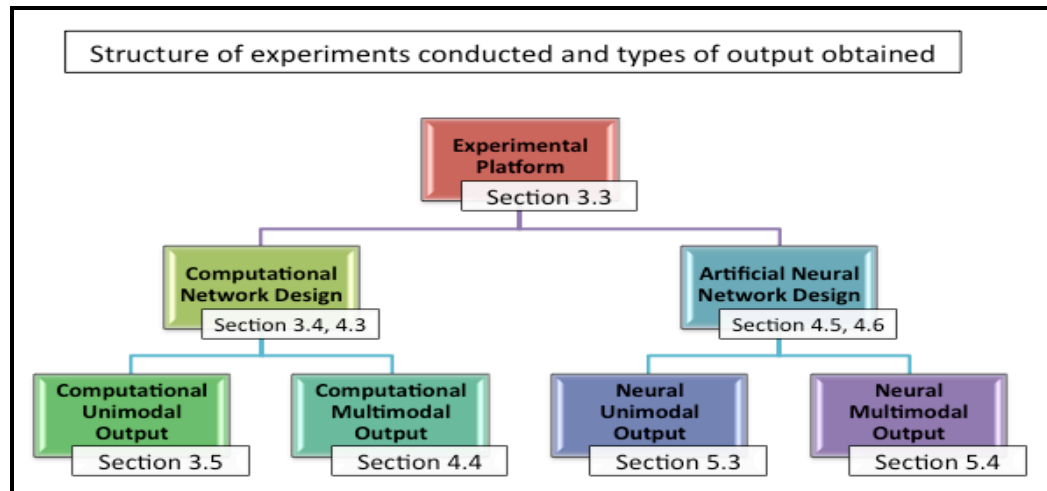 Structure of experiments conducted and types of output obtained
Experimental
Platform
Section 3.3
Computational
Network Design
Section 3.4, 4.3
Artificial Neural
Network Design
Section 4.5, 4.6
Computational
Unimodal
Output
Section 3.5
Computational
Multimodal
Output
Section 4.4
Neural
Unimodal
Output
Section 5.3
Neural
Multimodal
Output
Section 5.4